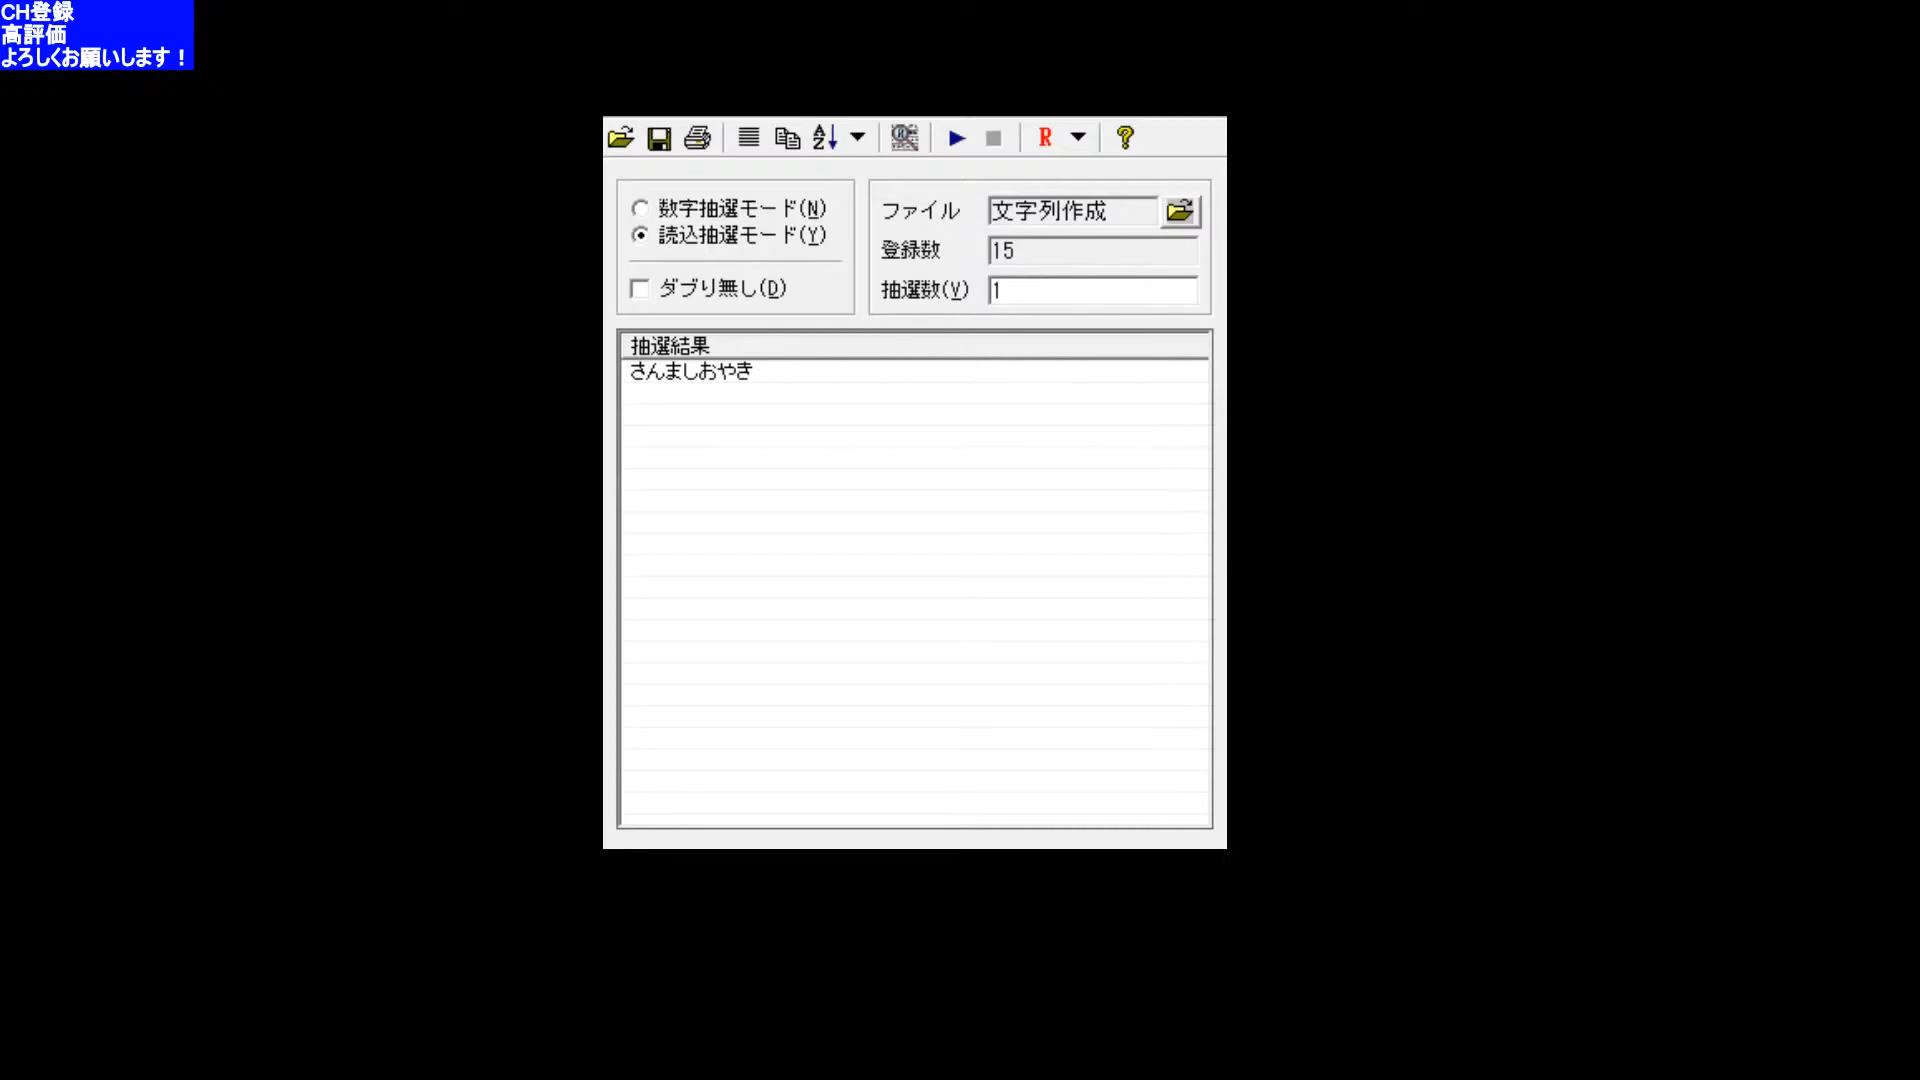 CH登録
高評価
よろしくお願いします！
R
数字抽選モード(N)
読込抽選モード(Y)
ダブり無し(D)
ファイル 文字列作成
登録数 15
抽選数(V) 1
抽選結果
さんましおやき